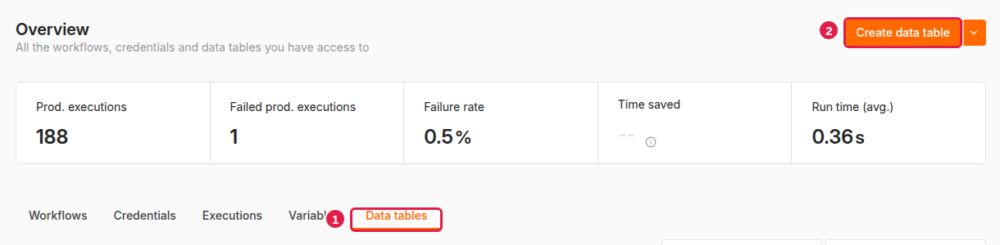 Overview
All the workflows, credentials and data tables you have access to
2
Create data table
Prod. executions
188
Failed prod. executions
1
Failure rate
0.5%
Time saved
--
Run time (avg.)
0.36s
Workflows
Credentials
Executions
Variabl
1
Data tables